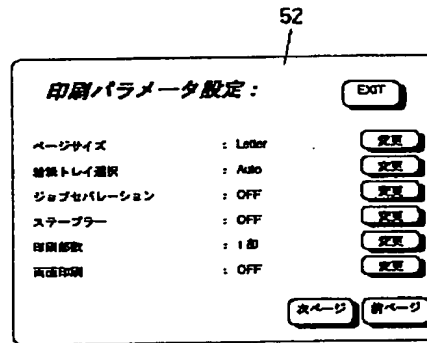 52
印刷パラメータ設定： EXIT
ページサイズ ： Letter 変更
給紙トレイ選択 ： Auto 変更
ジョブセパレーション ： OFF 変更
ステープラー ： OFF 変更
印刷部数 ： 1部 変更
両面印刷 ： OFF 変更
次ページ 前ページ